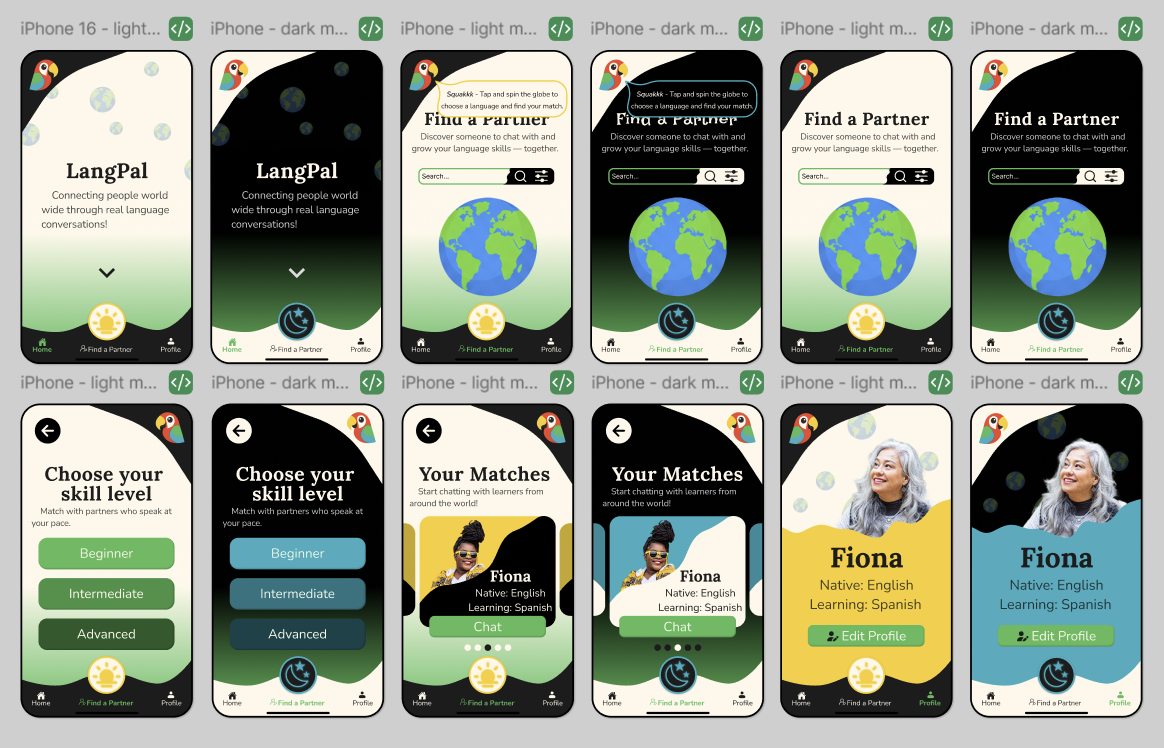 iPhone 16 - light...
</>
iPhone - dark m...
</>
iPhone - light m...
</>
iPhone - dark m...
</>
iPhone - light m...
</>
iPhone - dark m...
</>
LangPal
Connecting people world
wide through real language
conversations!
Home
Find a Partner
Profile
LangPal
Connecting people world
wide through real language
conversations!
Home
Find a Partner
Profile
Squakkk - Tap and spin the globe to
choose a language and find your match.
Find a Partner
Discover someone to chat with and
grow your language skills — together.
Search...
Home
Find a Partner
Profile
Squakkk - Tap and spin the globe to
choose a language and find your match.
Find a Partner
Discover someone to chat with and
grow your language skills — together.
Search...
Home
Find a Partner
Profile
Find a Partner
Discover someone to chat with and
grow your language skills — together.
Search...
Home
Find a Partner
Profile
Find a Partner
Discover someone to chat with and
grow your language skills — together.
Search...
Home
Find a Partner
Profile
iPhone - light m...
</>
iPhone - dark m...
</>
iPhone - light m...
</>
iPhone - dark m...
</>
iPhone - light m...
</>
iPhone - dark m...
</>
Choose your
skill level
Match with partners who speak at
your pace.
Beginner
Intermediate
Advanced
Home
Find a Partner
Profile
Choose your
skill level
Match with partners who speak at
your pace.
Beginner
Intermediate
Advanced
Home
Find a Partner
Profile
Your Matches
Start chatting with learners from
around the world!
Fiona
Native: English
Learning: Spanish
Chat
Home
Find a Partner
Profile
Your Matches
Start chatting with learners from
around the world!
Fiona
Native: English
Learning: Spanish
Chat
Home
Find a Partner
Profile
Fiona
Native: English
Learning: Spanish
Edit Profile
Home
Find a Partner
Profile
Fiona
Native: English
Learning: Spanish
Edit Profile
Home
Find a Partner
Profile